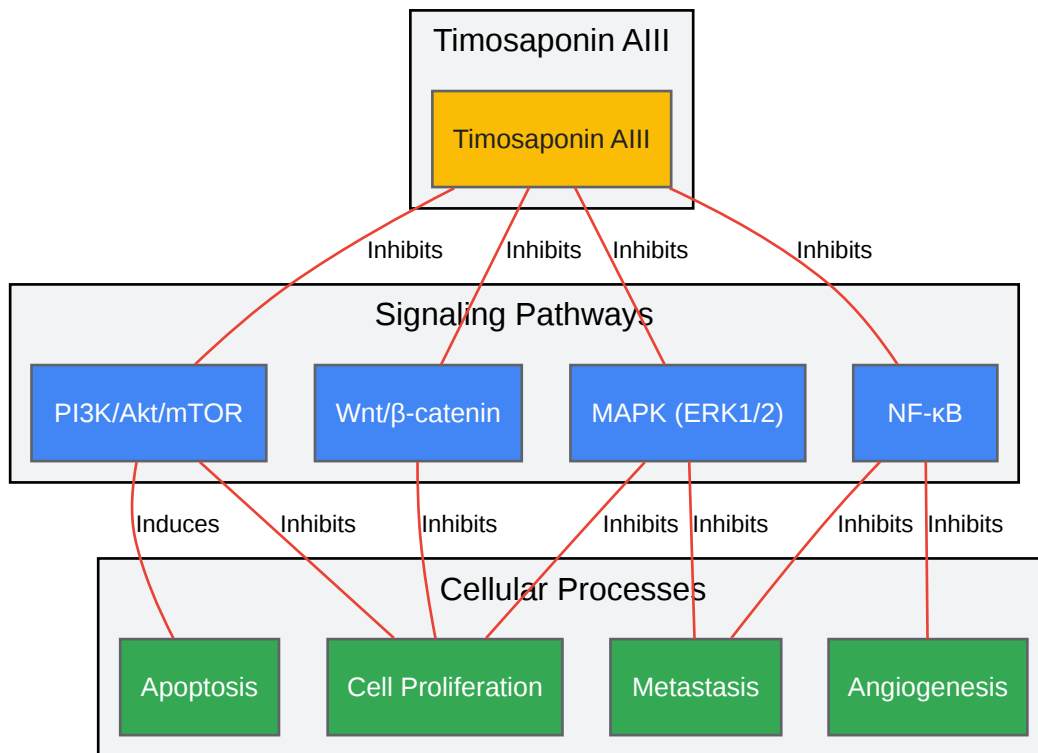 Timosaponin AIII
Timosaponin AIII
Inhibits Inhibits Inhibits Inhibits
Signaling Pathways
PI3K/Akt/mTOR Wnt/β-catenin MAPK (ERK1/2) NF-κB
Induces Inhibits Inhibits Inhibits Inhibits Inhibits Inhibits
Cellular Processes
Apoptosis Cell Proliferation Metastasis Angiogenesis